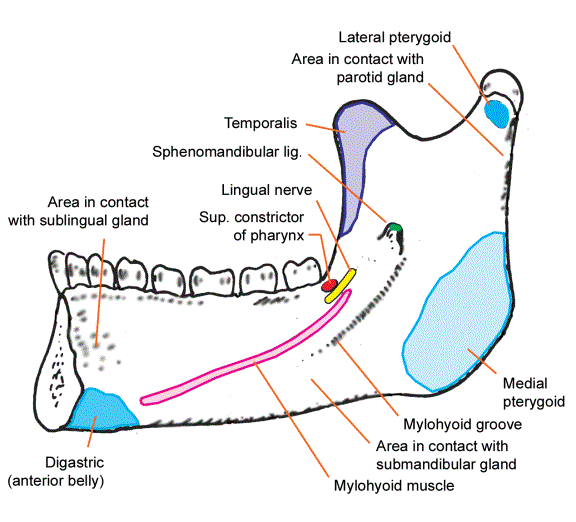 Lateral pterygoid
Area in contact with
parotid gland
Temporalis
Sphenomandibular lig.
Lingual nerve
Area in contact
with sublingual gland
Sup. constrictor
of pharynx
Medial
pterygoid
Mylohyoid groove
Area in contact with
submandibular gland
Digastric
(anterior belly)
Mylohyoid muscle